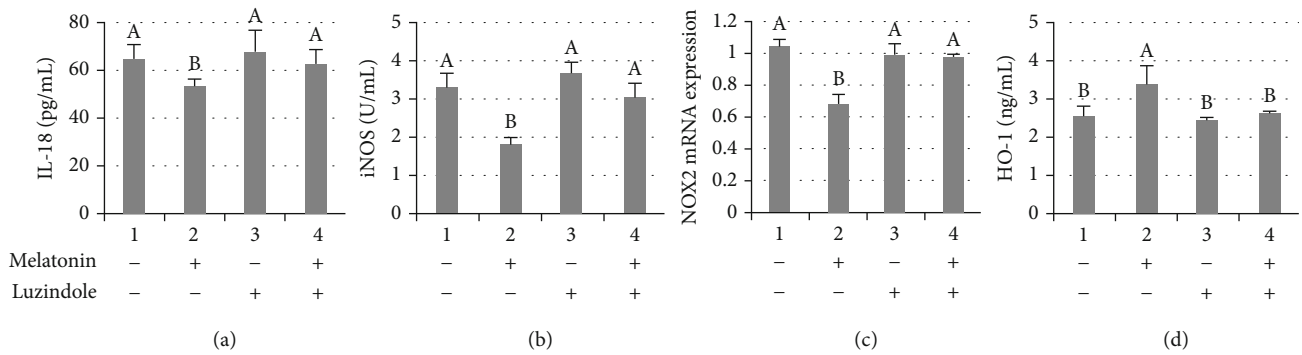 80
60
40
20
0
IL-18 (pg/mL)
A
B
A
A
1 2 3 4
5
4
3
2
1
0
iNOS (U/mL)
A
B
A
A
1 2 3 4
1.2
1
0.8
0.6
0.4
0.2
0
NOX2 mRNA expression
A
B
A
A
1 2 3 4
5
4
3
2
1
0
HO-1 (ng/mL)
B
A
B
B
1 2 3 4
Melatonin − + − + − + − + − + − + − + − +
Luzindole − − + + − − + + − − + + − − + +
(a) (b) (c) (d)